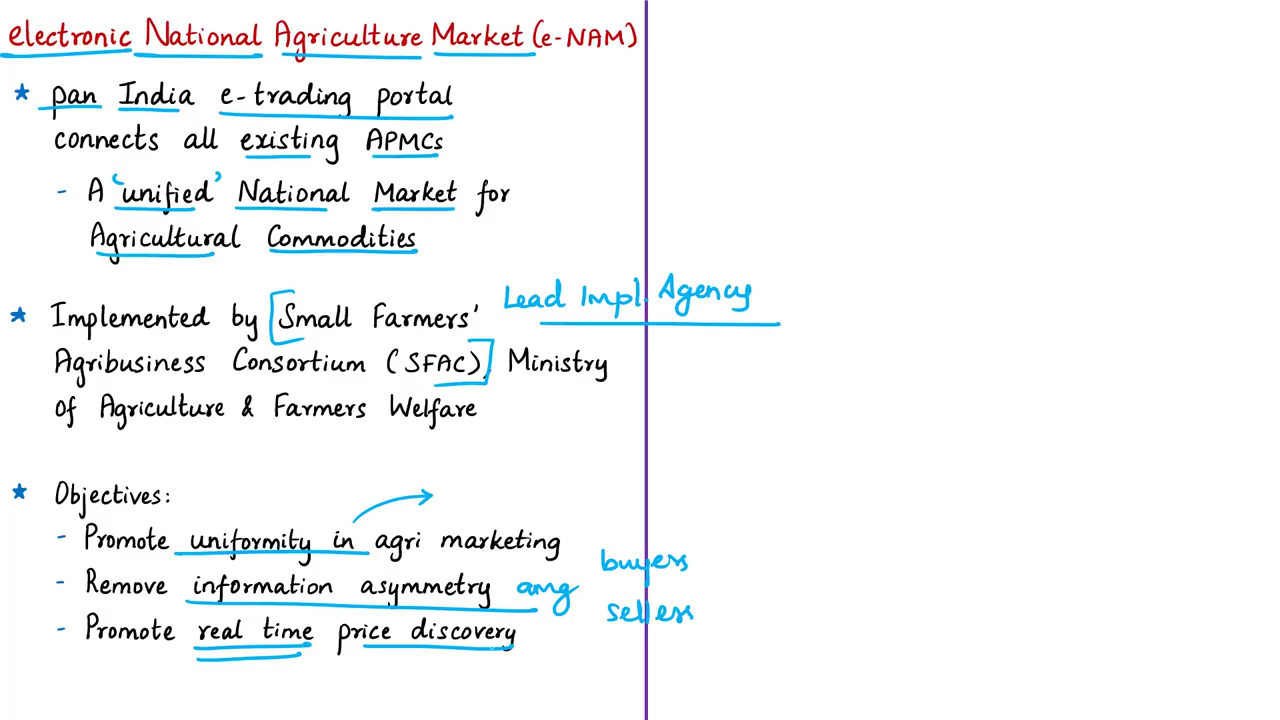 electronic National Agriculture Market (e-NAM)
* pan India e-trading portal
connects all existing APMCs
- A 'unified' National Market for
Agricultural Commodities
Lead Impl. Agency
* Implemented by [Small Farmers'
Agribusiness Consortium (SFAC)], Ministry
of Agriculture & Farmers Welfare
* Objectives:
- Promote uniformity in agri marketing
buyers
- Remove information asymmetry amg
sellers
- Promote real time price discovery